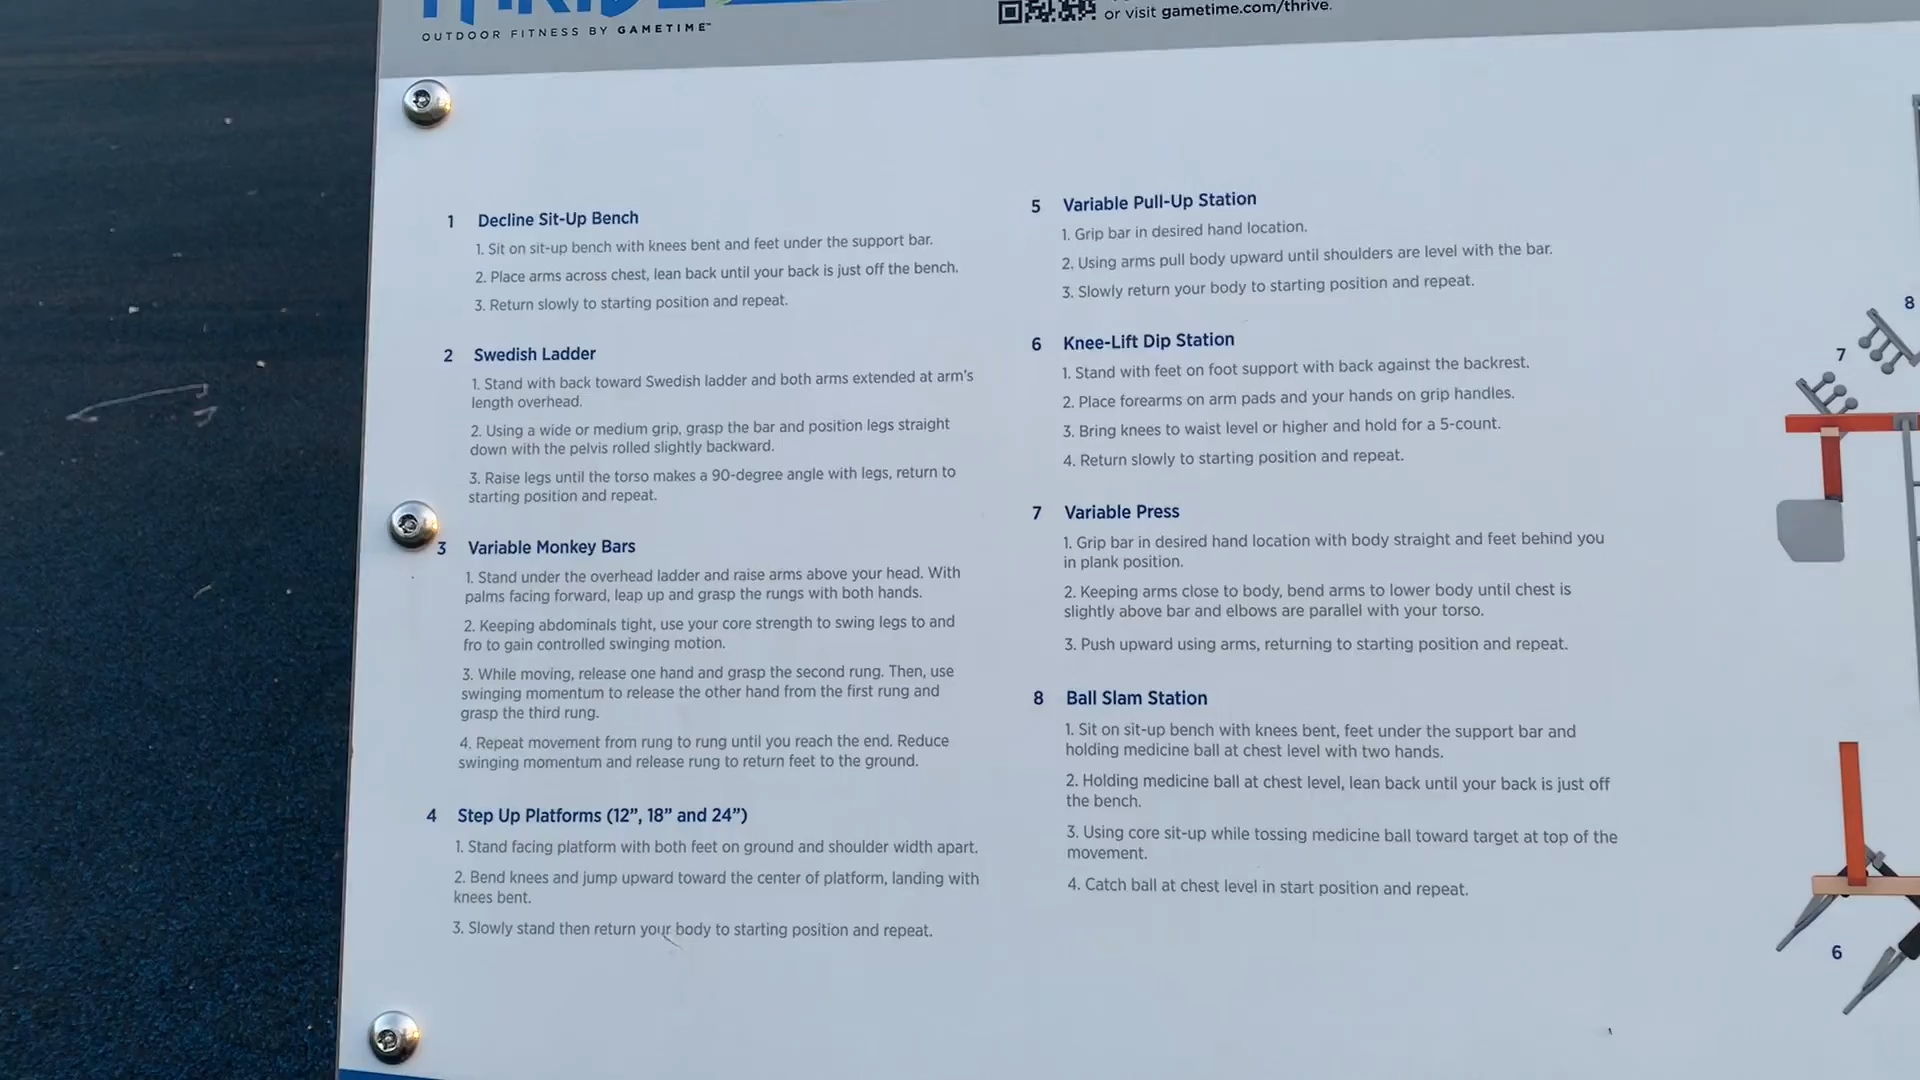 THRIVE
OUTDOOR FITNESS BY GAMETIME™
or visit gametime.com/thrive.
1 Decline Sit-Up Bench
1. Sit on sit-up bench with knees bent and feet under the support bar.
2. Place arms across chest, lean back until your back is just off the bench.
3. Return slowly to starting position and repeat.
2 Swedish Ladder
1. Stand with back toward Swedish ladder and both arms extended at arm's
length overhead.
2. Using a wide or medium grip, grasp the bar and position legs straight
down with the pelvis rolled slightly backward.
3. Raise legs until the torso makes a 90-degree angle with legs, return to
starting position and repeat.
3 Variable Monkey Bars
1. Stand under the overhead ladder and raise arms above your head. With
palms facing forward, leap up and grasp the rungs with both hands.
2. Keeping abdominals tight, use your core strength to swing legs to and
fro to gain controlled swinging motion.
3. While moving, release one hand and grasp the second rung. Then, use
swinging momentum to release the other hand from the first rung and
grasp the third rung.
4. Repeat movement from rung to rung until you reach the end. Reduce
swinging momentum and release rung to return feet to the ground.
4 Step Up Platforms (12”, 18” and 24”)
1. Stand facing platform with both feet on ground and shoulder width apart.
2. Bend knees and jump upward toward the center of platform, landing with
knees bent.
3. Slowly stand then return your body to starting position and repeat.
5 Variable Pull-Up Station
1. Grip bar in desired hand location.
2. Using arms pull body upward until shoulders are level with the bar.
3. Slowly return your body to starting position and repeat.
6 Knee-Lift Dip Station
1. Stand with feet on foot support with back against the backrest.
2. Place forearms on arm pads and your hands on grip handles.
3. Bring knees to waist level or higher and hold for a 5-count.
4. Return slowly to starting position and repeat.
7 Variable Press
1. Grip bar in desired hand location with body straight and feet behind you
in plank position.
2. Keeping arms close to body, bend arms to lower body until chest is
slightly above bar and elbows are parallel with your torso.
3. Push upward using arms, returning to starting position and repeat.
8 Ball Slam Station
1. Sit on sit-up bench with knees bent, feet under the support bar and
holding medicine ball at chest level with two hands.
2. Holding medicine ball at chest level, lean back until your back is just off
the bench.
3. Using core sit-up while tossing medicine ball toward target at top of the
movement.
4. Catch ball at chest level in start position and repeat.
8
7
6